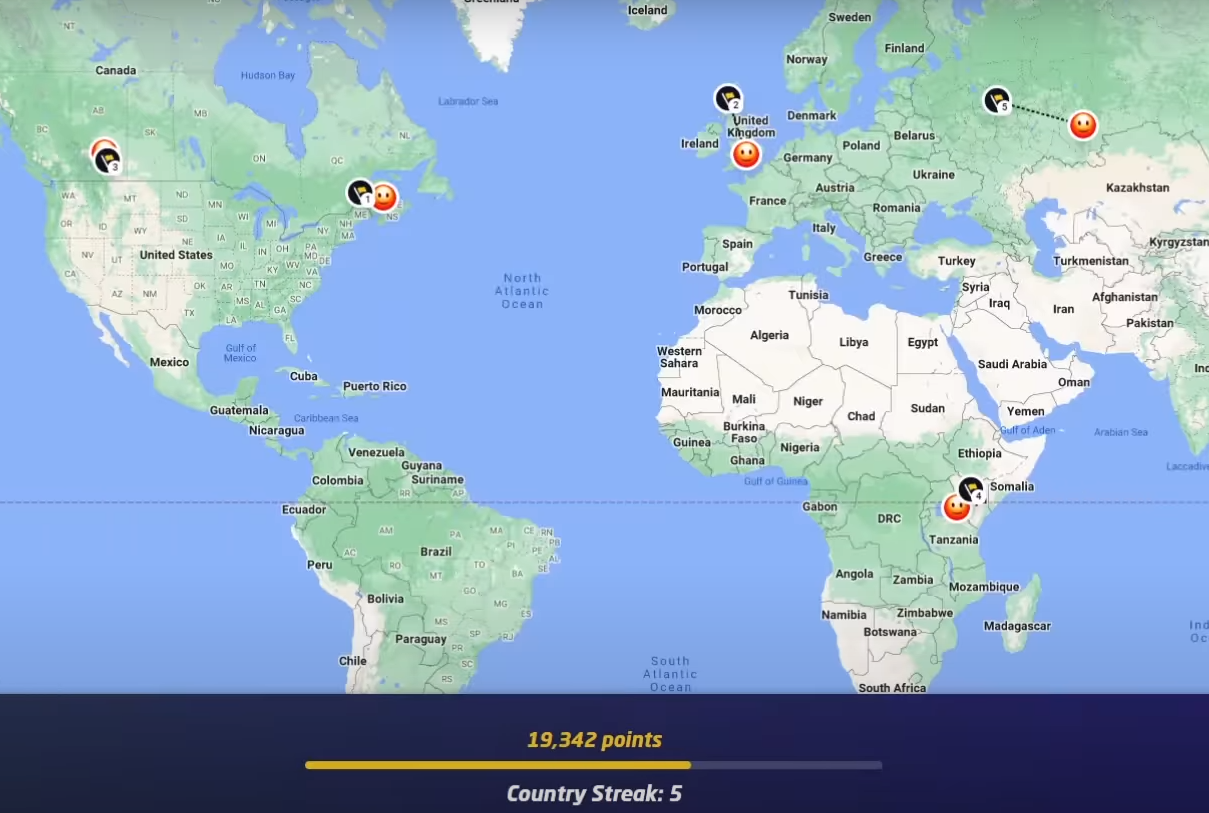 Greenland
Iceland
Sweden
NT
Finland
Norway
Canada
Hudson Bay
Labrador Sea
AB
MB
BC
SK
2
5
United
Kingdom
Denmark
Belarus
NL
Ireland
Poland
Germany
ON
QC
3
Ukraine
Austria
Kazakhstan
WA
MT
ND
MN
1
ME
NS
France
Romania
OR
ID
SD
WI
MI
NH
NY
MA
Italy
Spain
Kyrgyzstan
WY
NE
IA
IL
IN
OH
PA
MD
DE
NV
UT
United States
MO
KY
WV
VA
Portugal
Greece
Turkey
Turkmenistan
CA
OK
AR
TN
NC
North
Atlantic
Ocean
AZ
NM
MS
AL
SC
GA
TX
LA
FL
Tunisia
Syria
Iraq
Iran
Afghanistan
Morocco
Pakistan
Algeria
Libya
Egypt
Gulf of
Mexico
Western
Sahara
Mexico
Saudi Arabia
Cuba
Puerto Rico
Oman
Mauritania
Mali
Niger
Chad
Sudan
Yemen
Guatemala
Caribbean Sea
Nicaragua
Burkina
Faso
Gulf of Aden
Arabian Sea
Guinea
Nigeria
Ghana
Ethiopia
Venezuela
Guyana
Suriname
Colombia
Laccadive
Gulf of Guinea
Somalia
4
RR
AP
Ecuador
Gabon
DRC
Tanzania
AM
PA
MA
CE
RN
PB
PI
PE
AL
SE
AC
Brazil
Peru
RO
TO
BA
MT
Angola
Zambia
Mozambique
GO
Bolivia
MG
ES
Namibia
Zimbabwe
Madagascar
MS
SP
RJ
Botswana
Paraguay
PR
Chile
SC
South
Atlantic
Ocean
RS
South Africa
19,342 points
Country Streak: 5